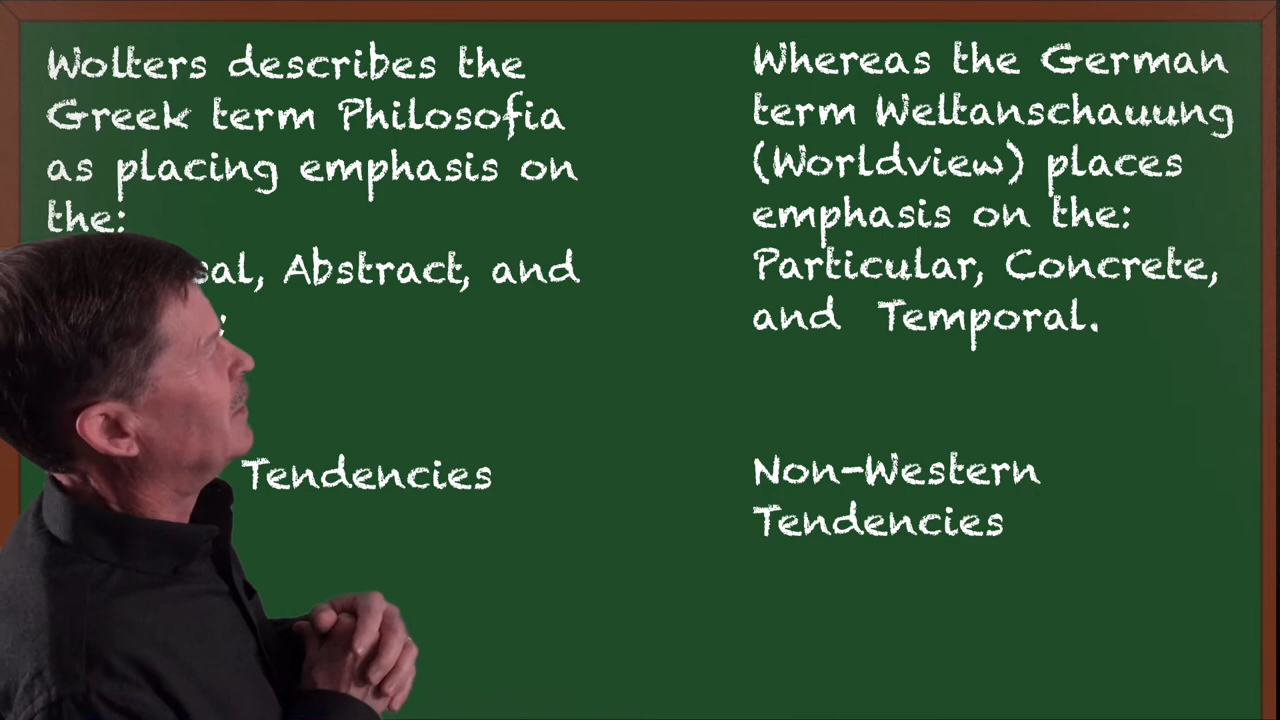 Wolters describes the
Greek term Philosofia
as placing emphasis on
the:
Abstract, and
Tendencies
Whereas the German
term Weltanschauung
(Worldview) places
emphasis on the:
Particular, Concrete,
and Temporal.
Non-Western
Tendencies